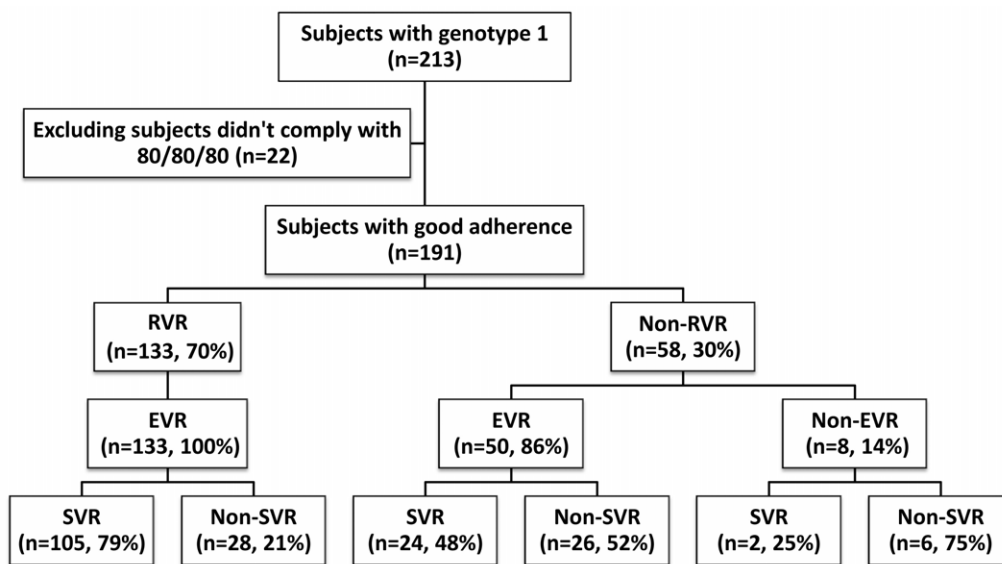 Subjects with genotype 1
(n=213)
Excluding subjects didn't comply with
80/80/80 (n=22)
Subjects with good adherence
(n=191)
RVR
(n=133, 70%)
Non-RVR
(n=58, 30%)
EVR
(n=133, 100%)
EVR
(n=50, 86%)
Non-EVR
(n=8, 14%)
SVR
(n=105, 79%)
Non-SVR
(n=28, 21%)
SVR
(n=24, 48%)
Non-SVR
(n=26, 52%)
SVR
(n=2, 25%)
Non-SVR
(n=6, 75%)